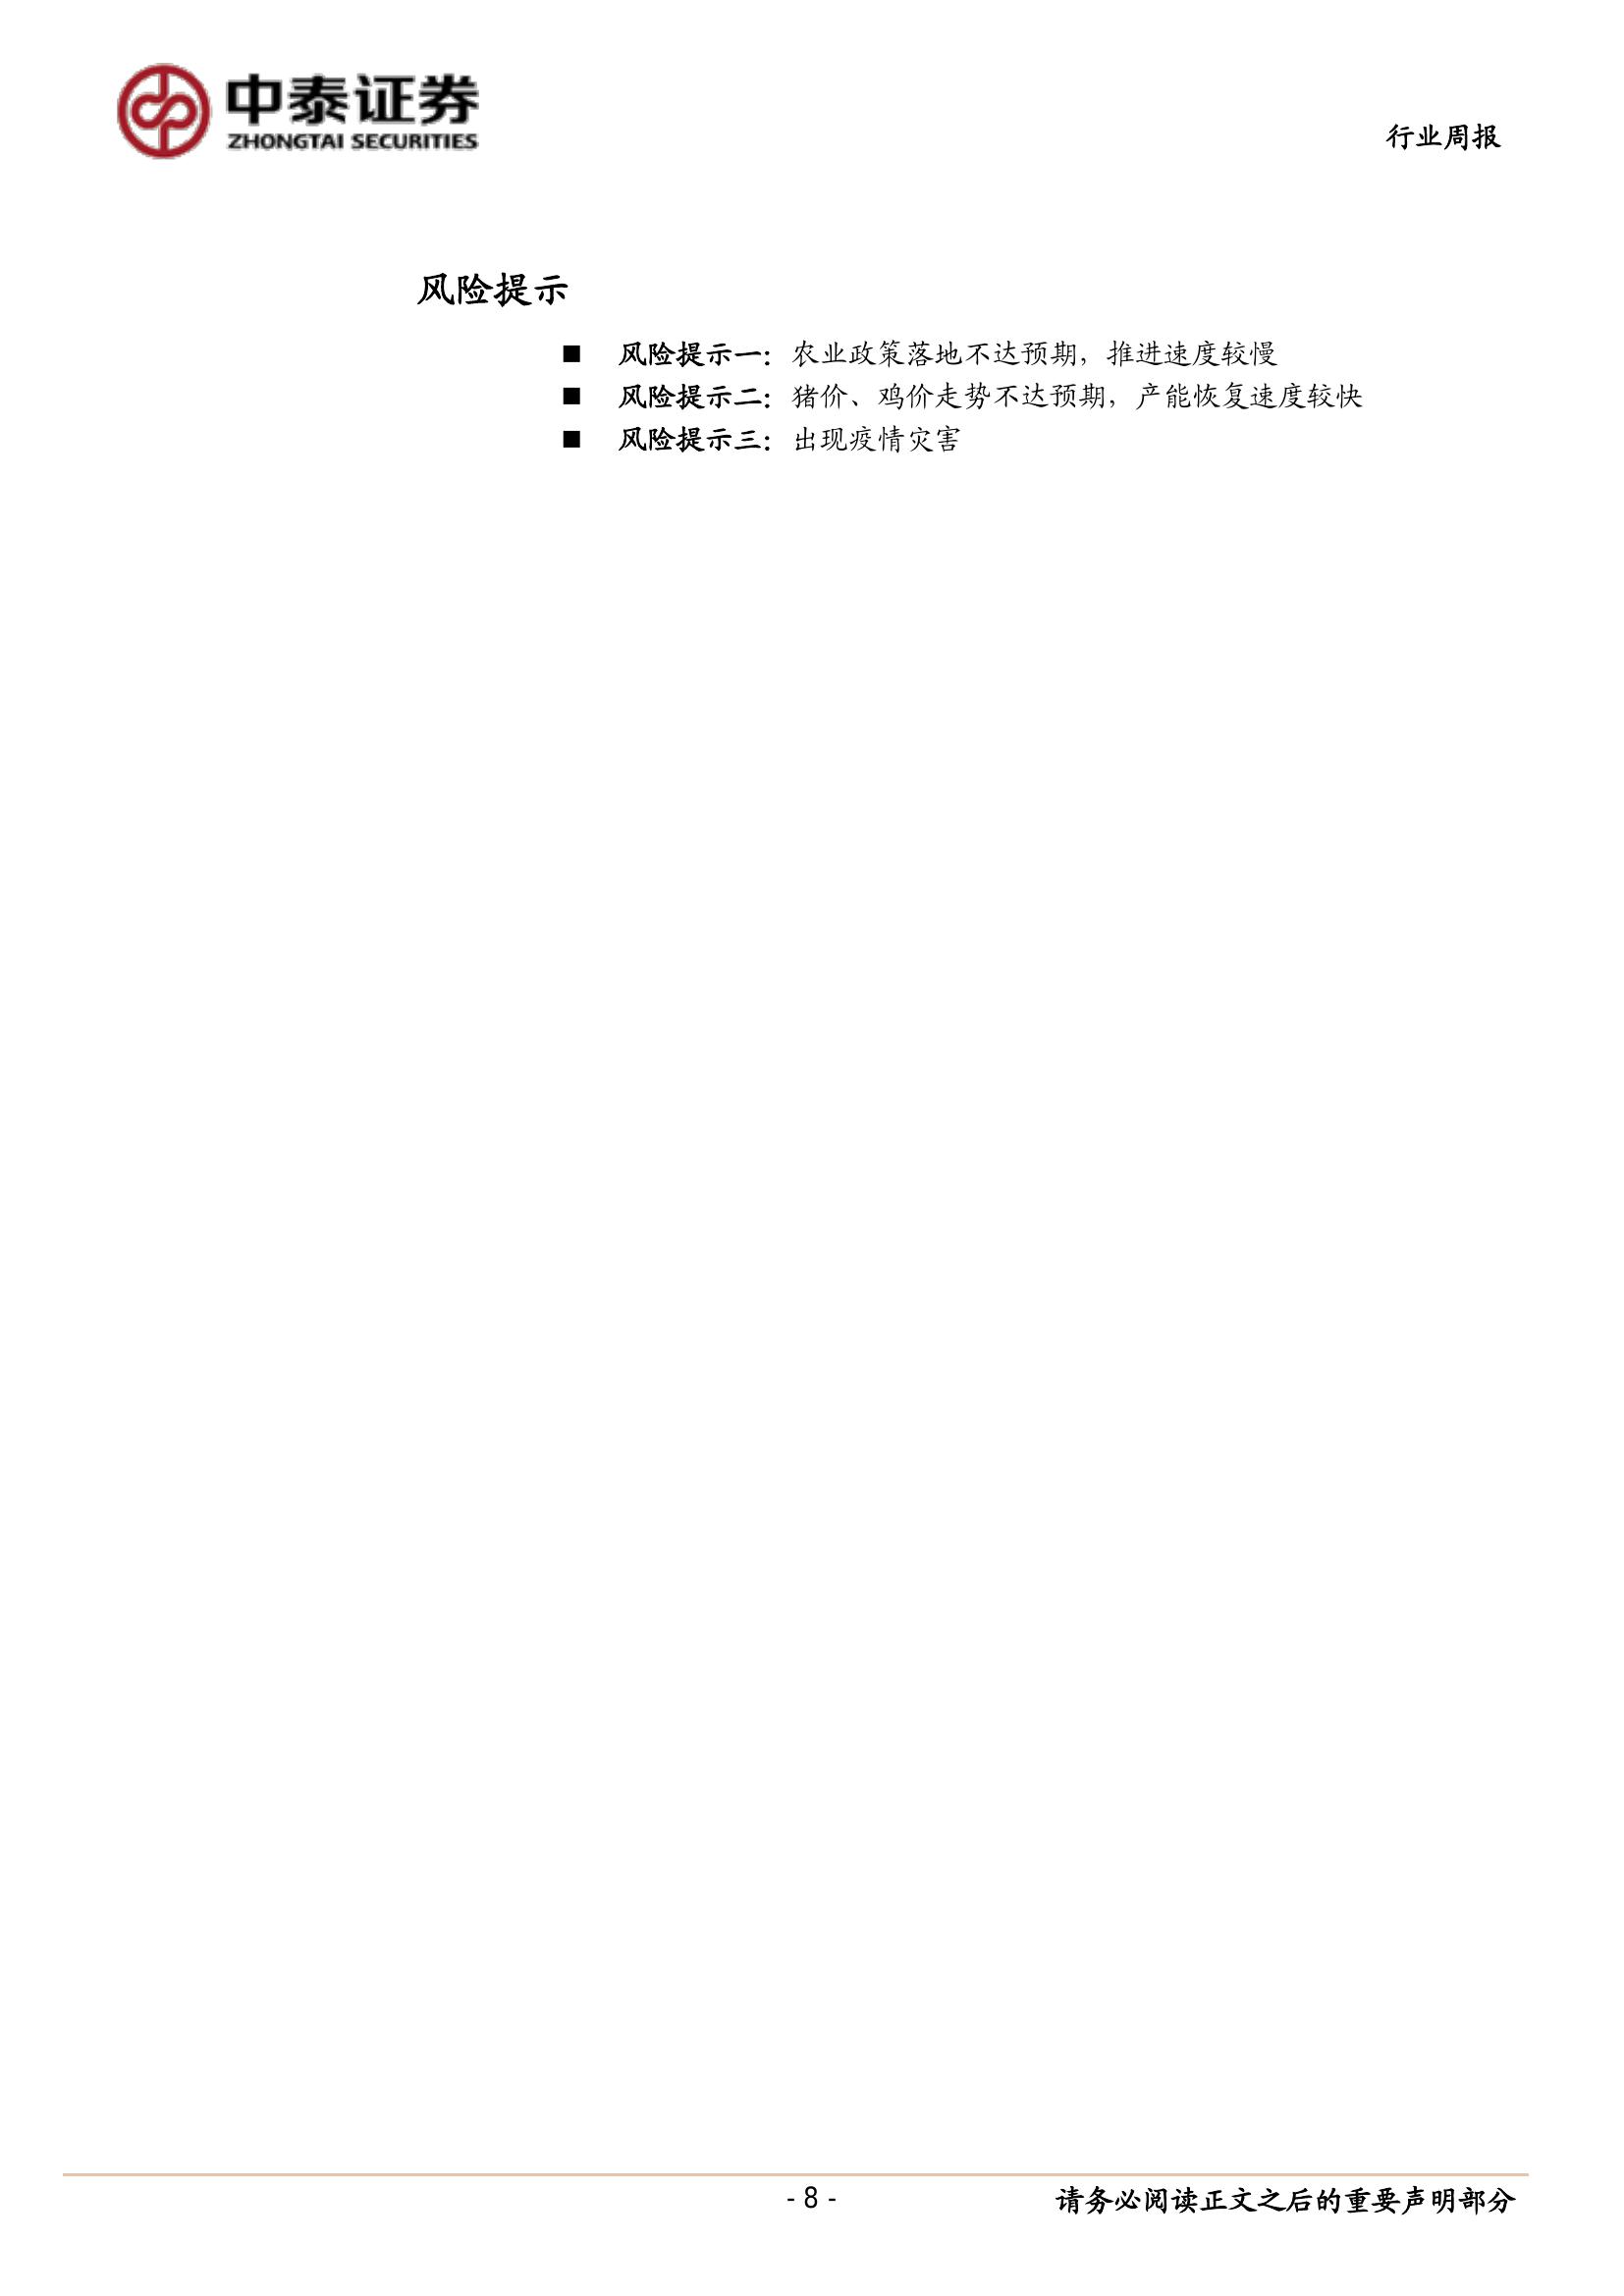 中泰证券
ZHONGTAI SECURITIES
行业周报
风险提示
■ 风险提示一：农业政策落地不达预期，推进速度较慢
■ 风险提示二：猪价、鸡价走势不达预期，产能恢复速度较快
■ 风险提示三：出现疫情灾害
- 8 -
请务必阅读正文之后的重要声明部分